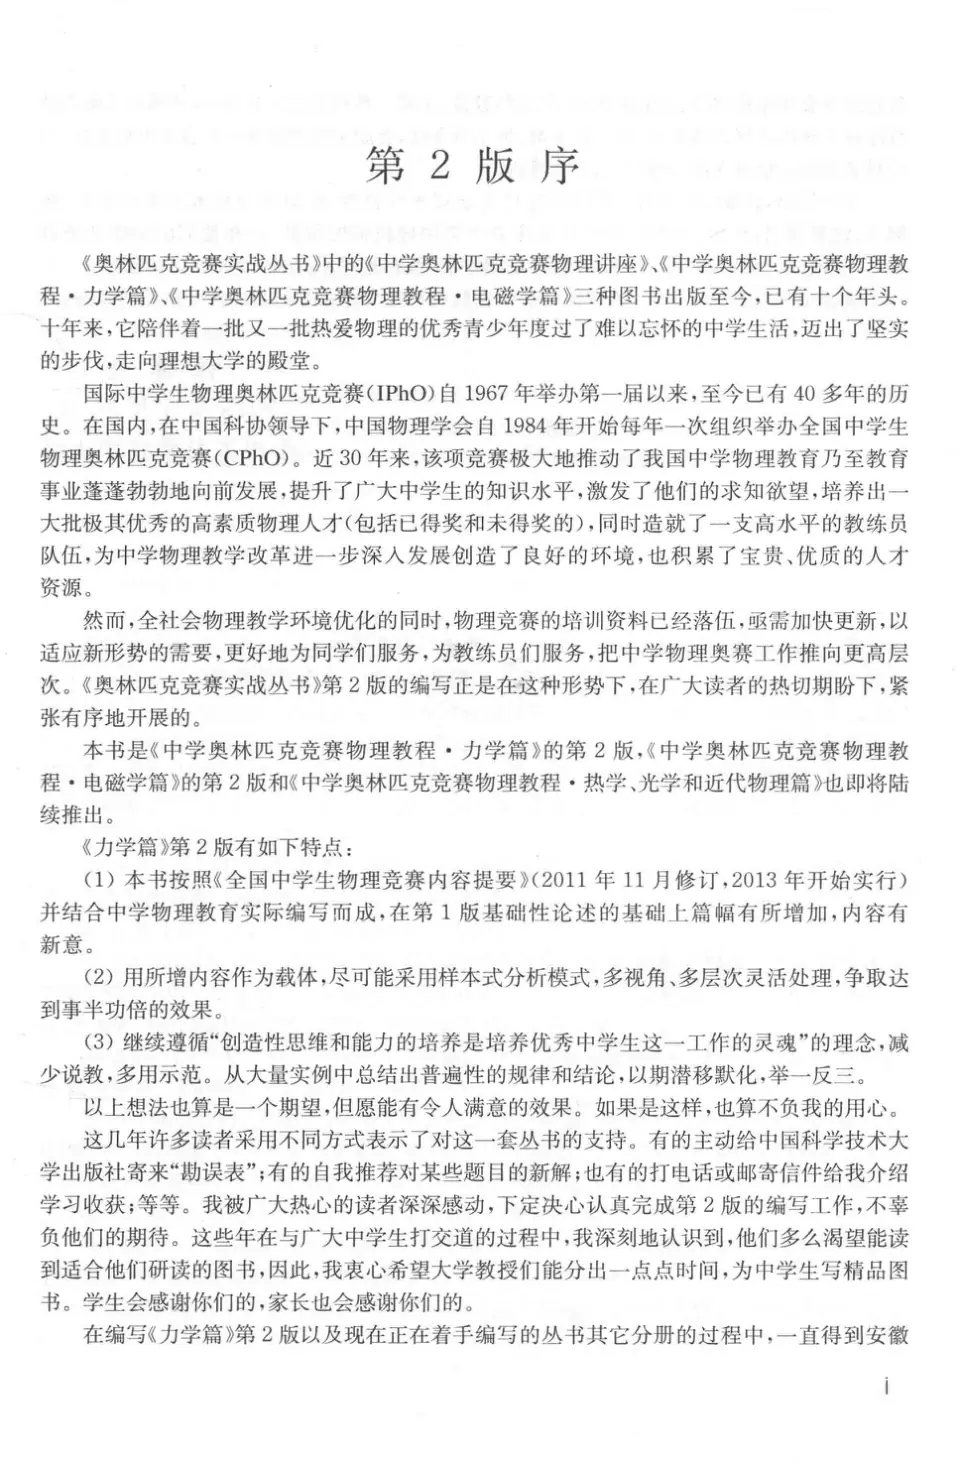 第 2 版 序
《奥林匹克竞赛实战丛书》中的《中学奥林匹克竞赛物理讲座》、《中学奥林匹克竞赛物理教
程·力学篇》、《中学奥林匹克竞赛物理教程·电磁学篇》三种图书出版至今,已有十个年头。
十年来,它陪伴着一批又一批热爱物理的优秀青少年度过了难以忘怀的中学生活,迈出了坚实
的步伐,走向理想大学的殿堂。
国际中学生物理奥林匹克竞赛(IPhO)自 1967 年举办第一届以来,至今已有 40 多年的历
史。在国内,在中国科协领导下,中国物理学会自 1984 年开始每年一次组织举办全国中学生
物理奥林匹克竞赛(CPhO)。近 30 年来,该项竞赛极大地推动了我国中学物理教育乃至教育
事业蓬蓬勃勃地向前发展,提升了广大中学生的知识水平,激发了他们的求知欲望,培养出一
大批极其优秀的高素质物理人才(包括已得奖和未得奖的),同时造就了一支高水平的教练员
队伍,为中学物理教学改革进一步深入发展创造了良好的环境,也积累了宝贵、优质的人才
资源。
然而,全社会物理教学环境优化的同时,物理竞赛的培训资料已经落伍,亟需加快更新,以
适应新形势的需要,更好地为同学们服务,为教练员们服务,把中学物理奥赛工作推向更高层
次。《奥林匹克竞赛实战丛书》第 2 版的编写正是在这种形势下,在广大读者的热切期盼下,紧
张有序地开展的。
本书是《中学奥林匹克竞赛物理教程·力学篇》的第 2 版,《中学奥林匹克竞赛物理教
程·电磁学篇》的第 2 版和《中学奥林匹克竞赛物理教程·热学、光学和近代物理篇》也即将陆
续推出。
《力学篇》第 2 版有如下特点:
(1) 本书按照《全国中学生物理竞赛内容提要》(2011 年 11 月修订,2013 年开始实行)
并结合中学物理教育实际编写而成,在第 1 版基础性论述的基础上篇幅有所增加,内容有
新意。
(2) 用所增内容作为载体,尽可能采用样本式分析模式,多视角、多层次灵活处理,争取达
到事半功倍的效果。
(3) 继续遵循“创造性思维和能力的培养是培养优秀中学生这一工作的灵魂”的理念,减
少说教,多用示范。从大量实例中总结出普遍性的规律和结论,以期潜移默化,举一反三。
以上想法也算是一个期望,但愿能有令人满意的效果。如果是这样,也算不负我的用心。
这几年许多读者采用不同方式表示了对这一套丛书的支持。有的主动给中国科学技术大
学出版社寄来“勘误表”;有的自我推荐对某些题目的新解;也有的打电话或邮寄信件给我介绍
学习收获;等等。我被广大热心的读者深深感动,下定决心认真完成第 2 版的编写工作,不辜
负他们的期待。这些年在与广大中学生打交道的过程中,我深刻地认识到,他们多么渴望能读
到适合他们研读的图书,因此,我衷心希望大学教授们能分出一点点时间,为中学生写精品图
书。学生会感谢你们的,家长也会感谢你们的。
在编写《力学篇》第 2 版以及现在正在着手编写的丛书其它分册的过程中,一直得到安徽
i